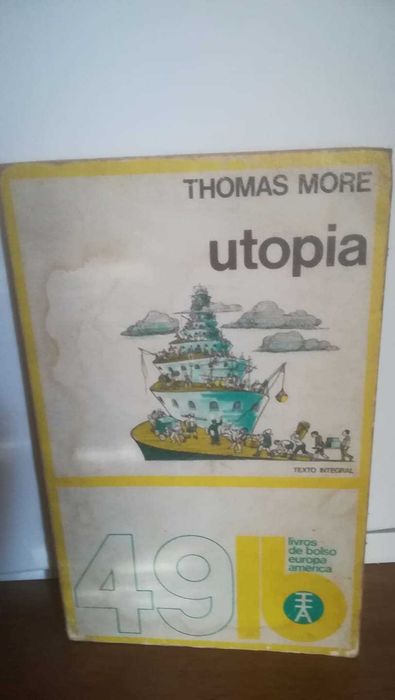 THOMAS MORE
utopia
TEXTO INTEGRAL
49
livros
de bolso
europa
américa